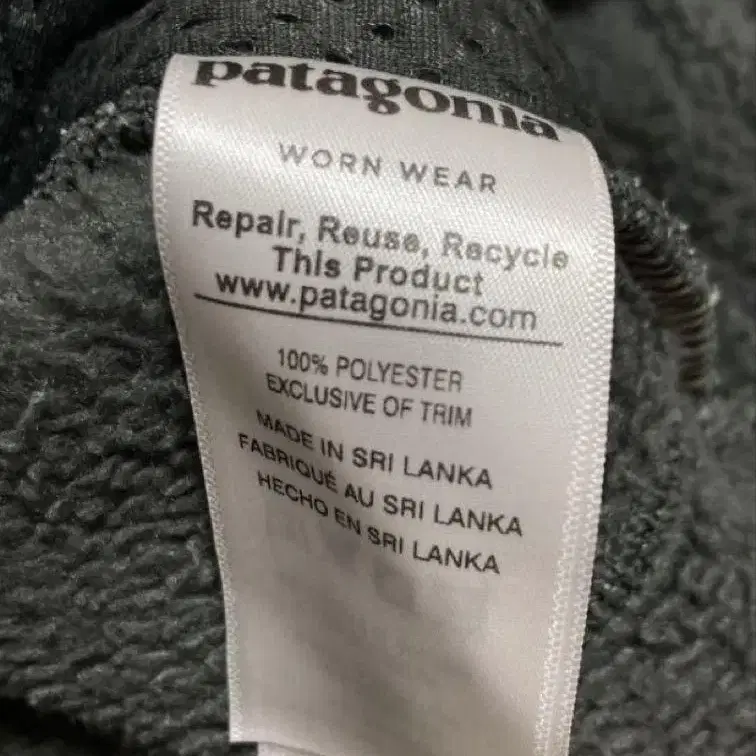 patagonia
WORN WEAR
Repair, Reuse, Recycle
This Product
www.patagonia.com
100% POLYESTER
EXCLUSIVE OF TRIM
MADE IN SRI LANKA
FABRIQUÉ AU SRI LANKA
HECHO EN SRI LANKA